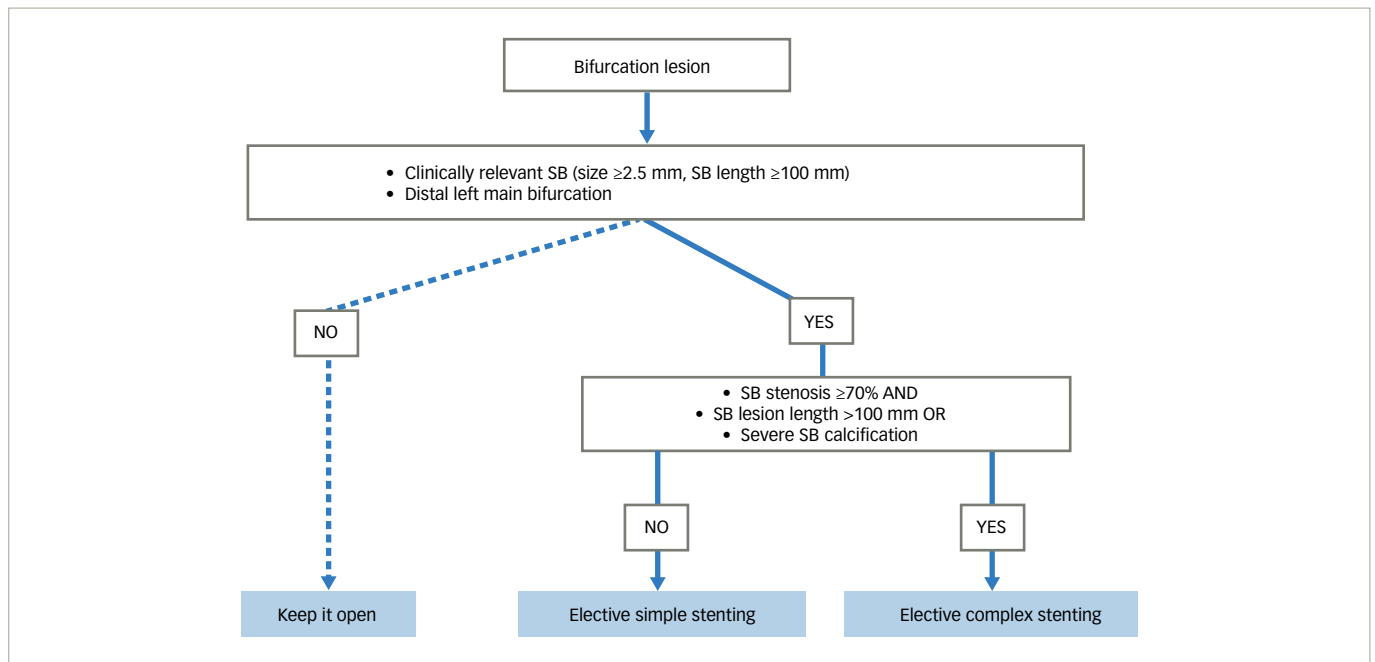 Bifurcation lesion
• Clinically relevant SB (size ≥2.5 mm, SB length ≥100 mm)
• Distal left main bifurcation
NO
YES
• SB stenosis ≥70% AND
• SB lesion length >100 mm OR
• Severe SB calcification
NO
YES
Keep it open
Elective simple stenting
Elective complex stenting